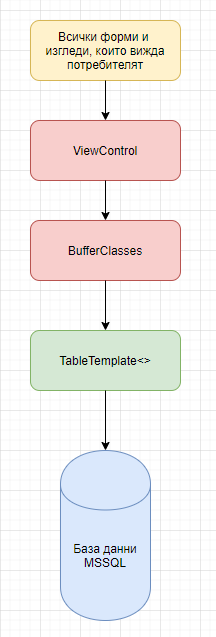 Всички форми и
изгледи, които вижда
потребителят
ViewControl
BufferClasses
TableTemplate<>
База данни
MSSQL